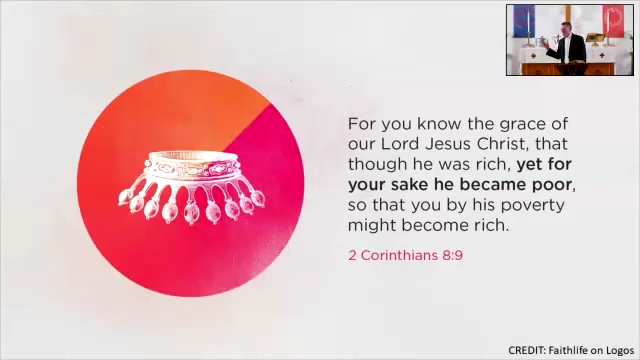 For you know the grace of
our Lord Jesus Christ, that
though he was rich, yet for
your sake he became poor,
so that you by his poverty
might become rich.
2 Corinthians 8:9
CREDIT: Faithlife on Logos